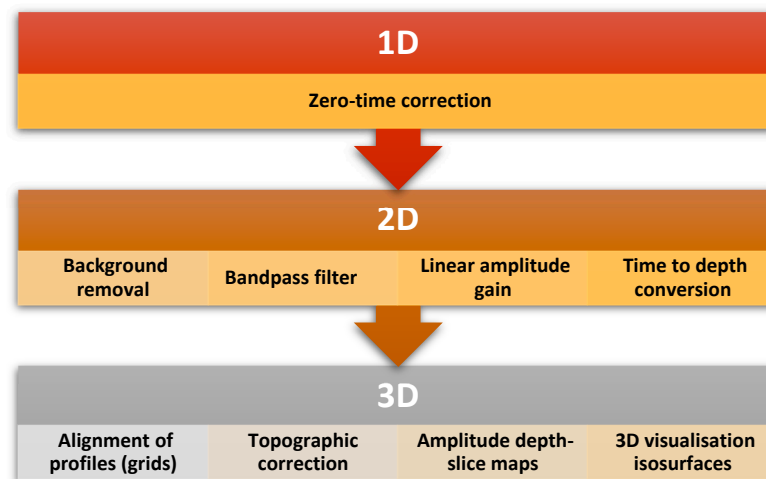 1D
Zero-time correction
2D
Background
removal
Bandpass filter
Linear amplitude
gain
Time to depth
conversion
3D
Alignment of
profiles (grids)
Topographic
correction
Amplitude depth-
slice maps
3D visualisation
isosurfaces